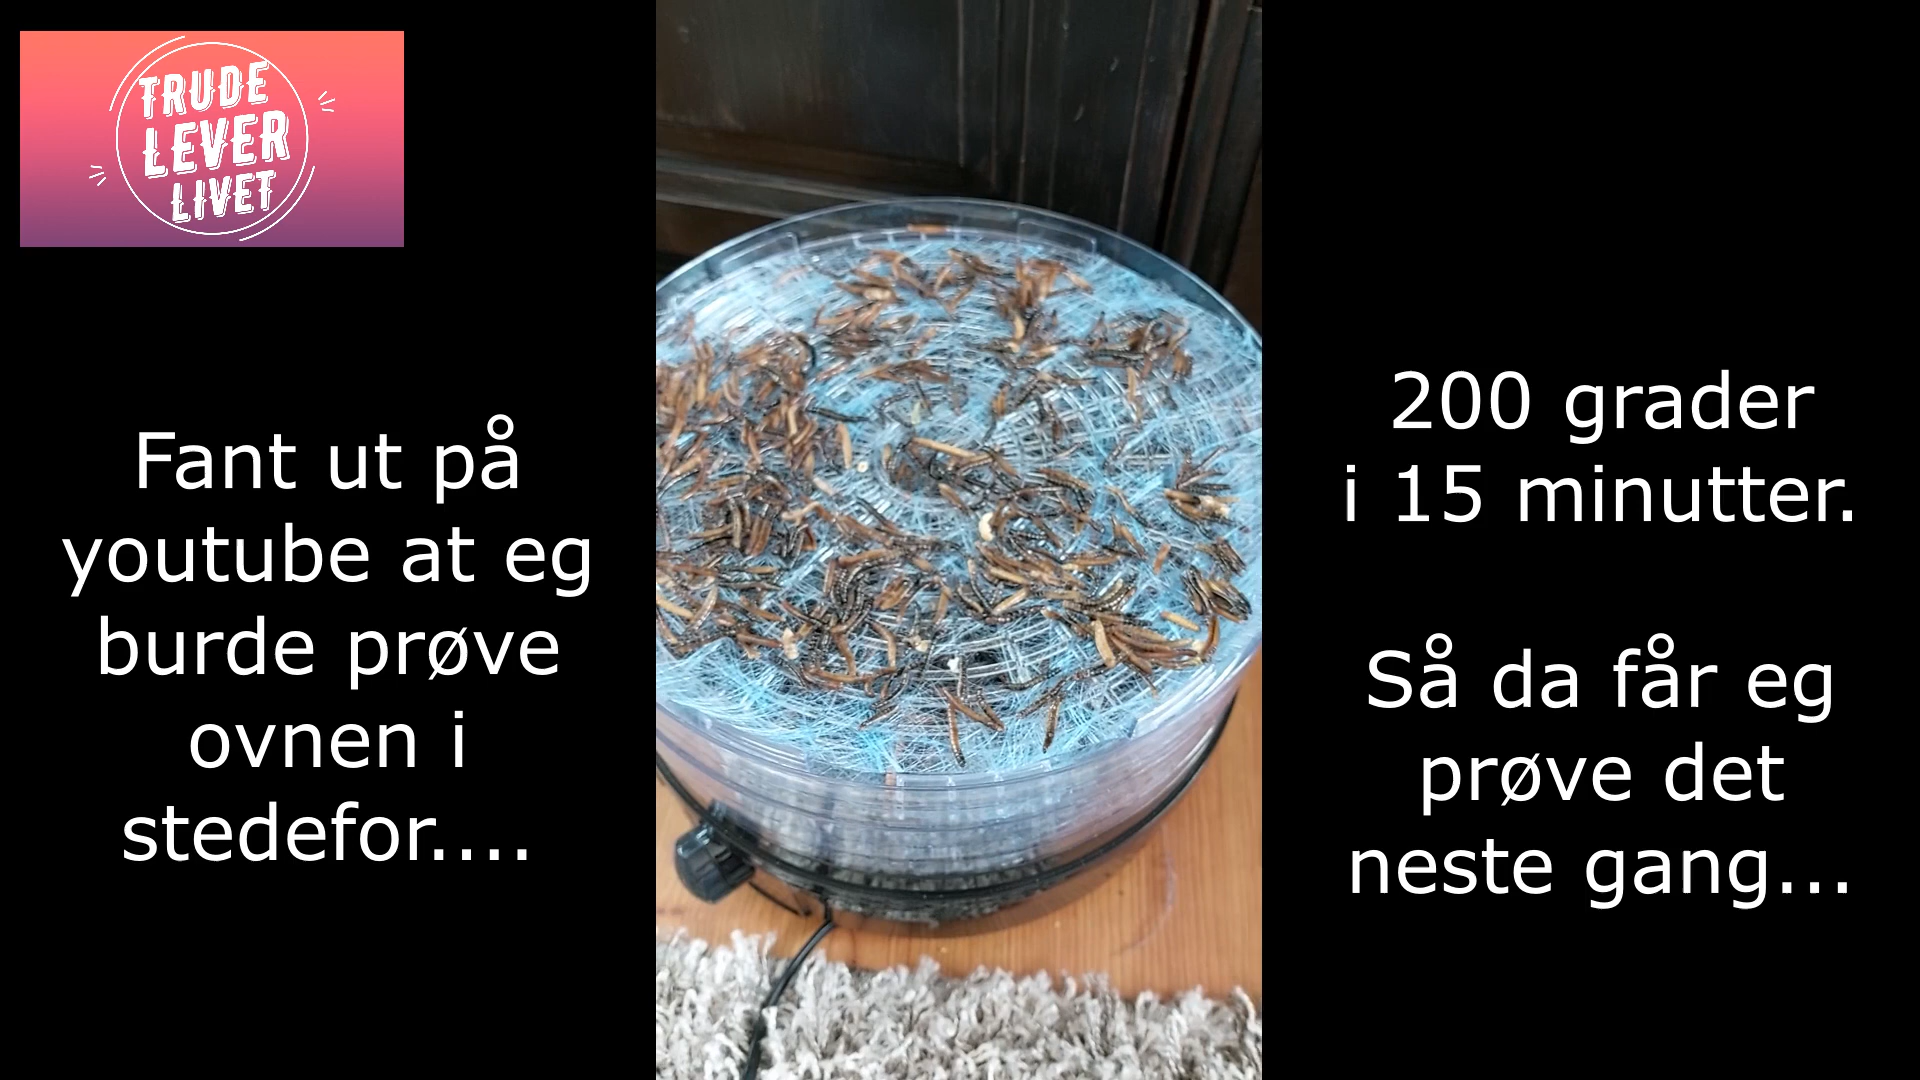 TRUDE
LEVER
LIVET
Fant ut på
youtube at eg
burde prøve
ovnen i
stedefor....
200 grader
i 15 minutter.
Så da får eg
prøve det
neste gang...